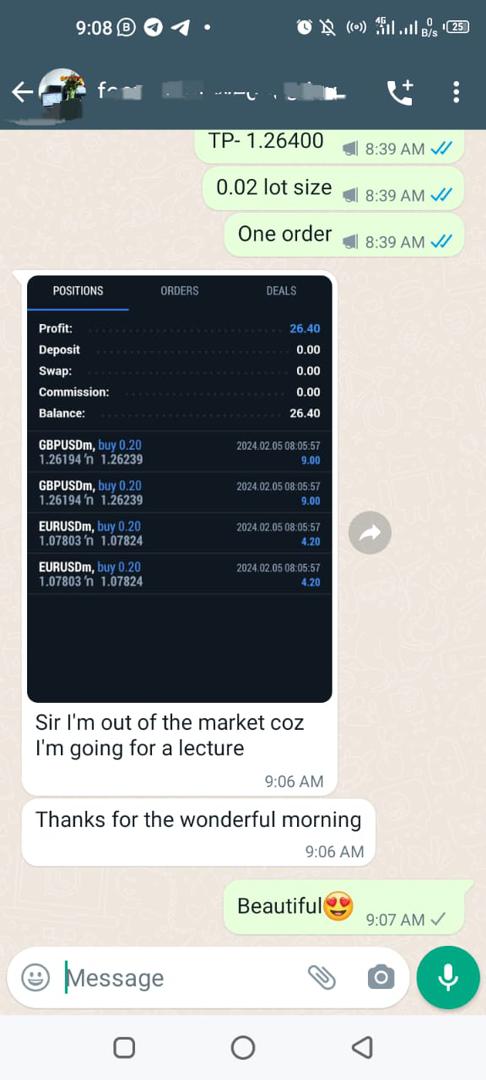 9:08
4G
0
B/s
25
TP- 1.26400
8:39 AM
0.02 lot size
8:39 AM
One order
8:39 AM
POSITIONS ORDERS DEALS
Profit: 26.40
Deposit 0.00
Swap: 0.00
Commission: 0.00
Balance: 26.40
GBPUSDm, buy 0.20 2024.02.05 08:05:57
1.26194 'n 1.26239 9.00
GBPUSDm, buy 0.20 2024.02.05 08:05:57
1.26194 'n 1.26239 9.00
EURUSDm, buy 0.20 2024.02.05 08:05:57
1.07803 'n 1.07824 4.20
EURUSDm, buy 0.20 2024.02.05 08:05:57
1.07803 'n 1.07824 4.20
Sir I'm out of the market coz
I'm going for a lecture
9:06 AM
Thanks for the wonderful morning
9:06 AM
Beautiful😍
9:07 AM
Message